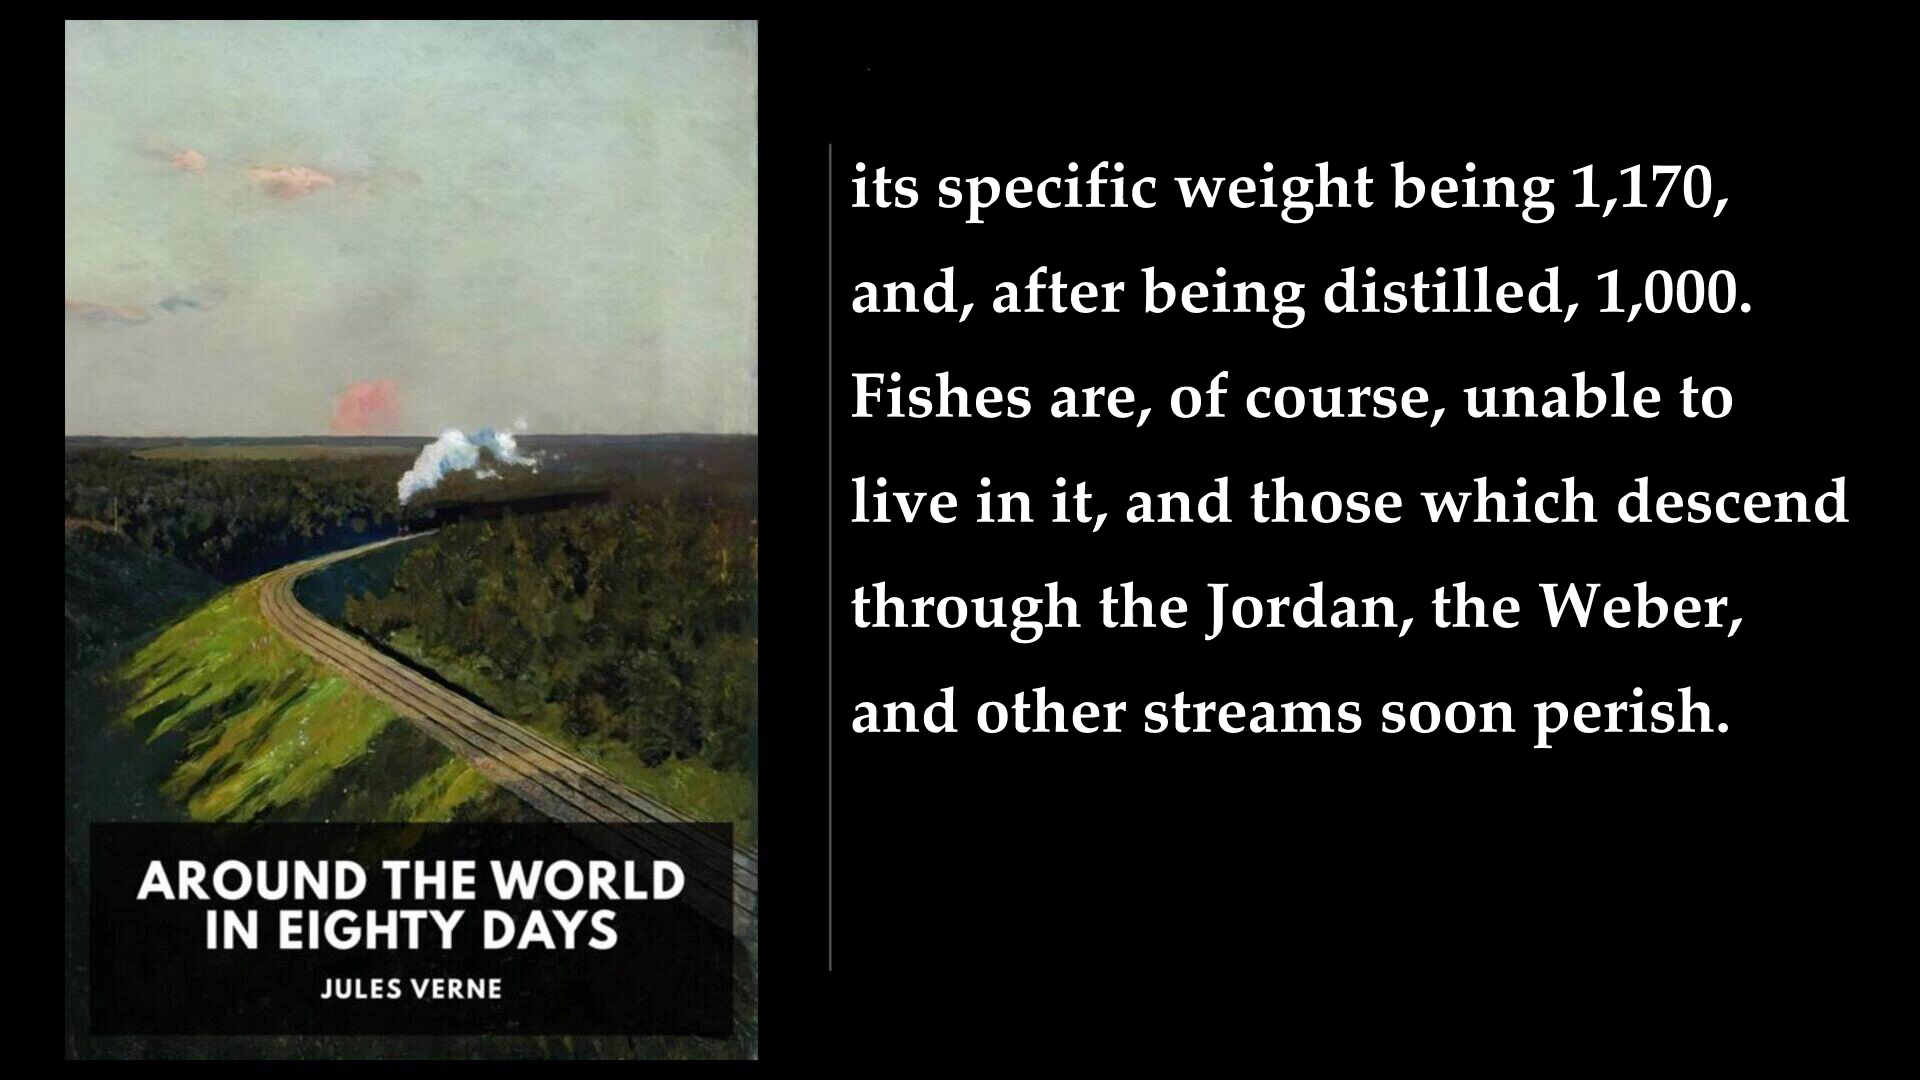 its specific weight being 1,170,
and, after being distilled, 1,000.
Fishes are, of course, unable to
live in it, and those which descend
through the Jordan, the Weber,
and other streams soon perish.
AROUND THE WORLD
IN EIGHTY DAYS
JULES VERNE